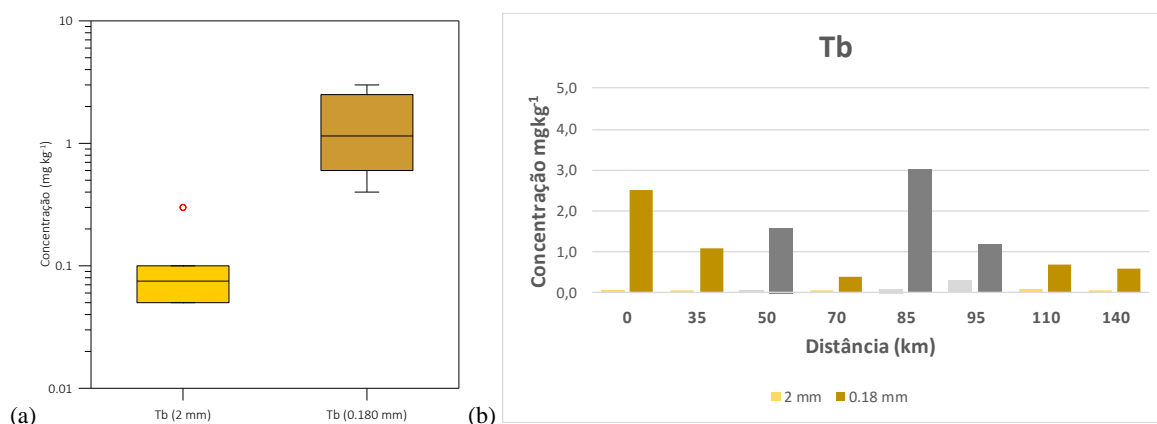 (a)
Concentração (mg kg⁻¹)
10
1
0.1
0.01
Tb (2 mm)
Tb (0.180 mm)
(b)
Tb
Concentração mgkg⁻¹
5,0
4,0
3,0
2,0
1,0
0,0
0 35 50 70 85 95 110 140
Distância (km)
2 mm 0.18 mm